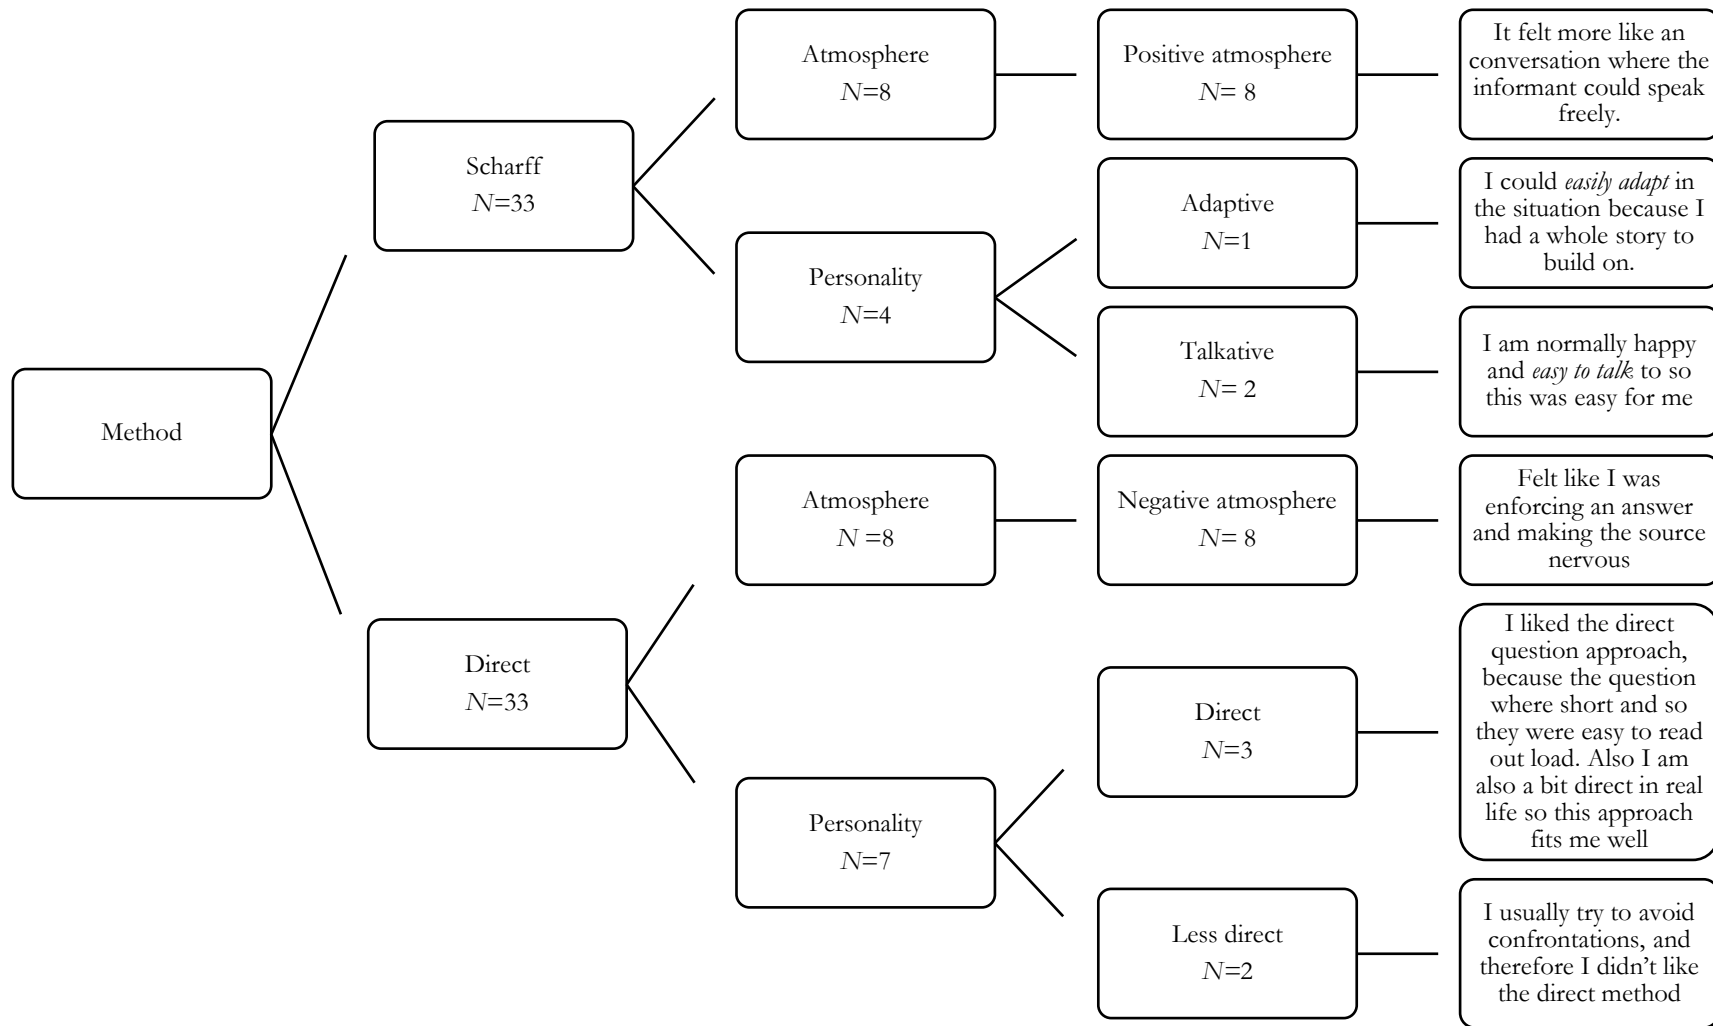 Method
Scharff
N=33
Atmosphere
N=8
Positive atmosphere
N= 8
It felt more like an
conversation where the
informant could speak
freely.
Personality
N=4
Adaptive
N=1
I could easily adapt in
the situation because I
had a whole story to
build on.
Talkative
N= 2
I am normally happy
and easy to talk to so
this was easy for me
Direct
N=33
Atmosphere
N =8
Negative atmosphere
N= 8
Felt like I was
enforcing an answer
and making the source
nervous
Personality
N=7
Direct
N=3
I liked the direct
question approach,
because the question
where short and so
they were easy to read
out load. Also I am
also a bit direct in real
life so this approach
fits me well
Less direct
N=2
I usually try to avoid
confrontations, and
therefore I didn’t like
the direct method